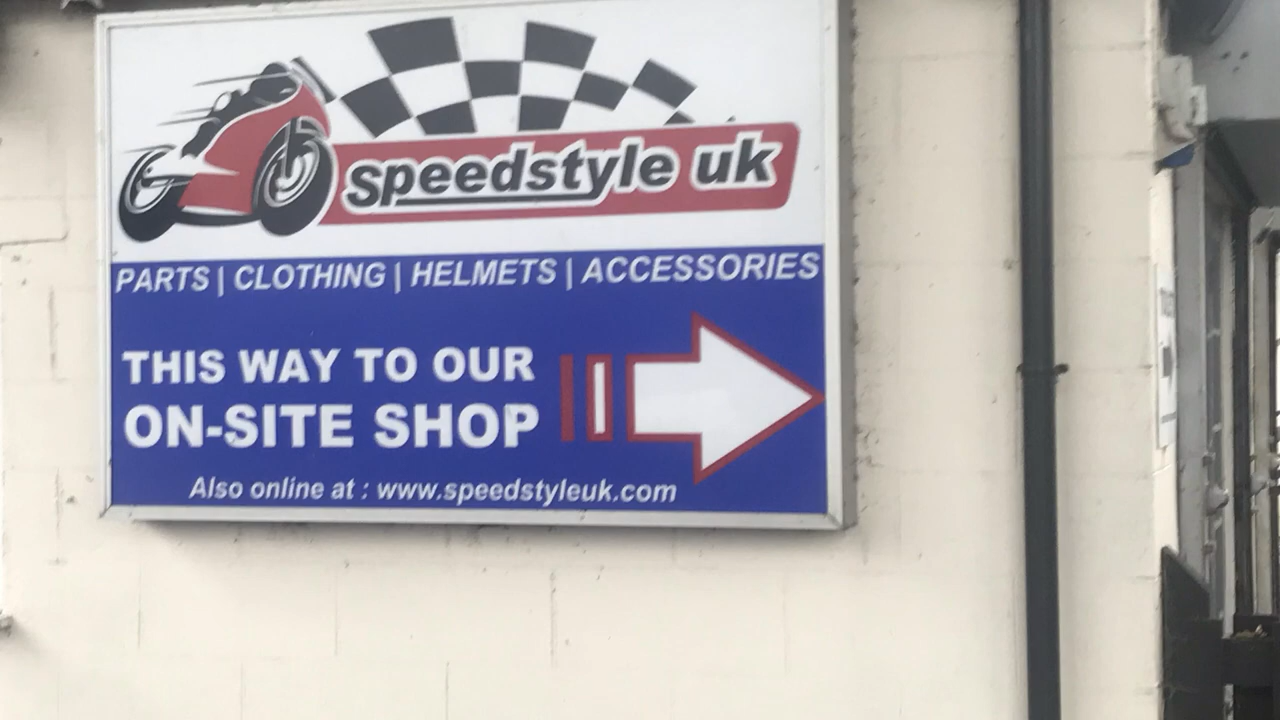 speedstyle uk
PARTS | CLOTHING | HELMETS | ACCESSORIES
THIS WAY TO OUR
ON-SITE SHOP
Also online at : www.speedstyleuk.com